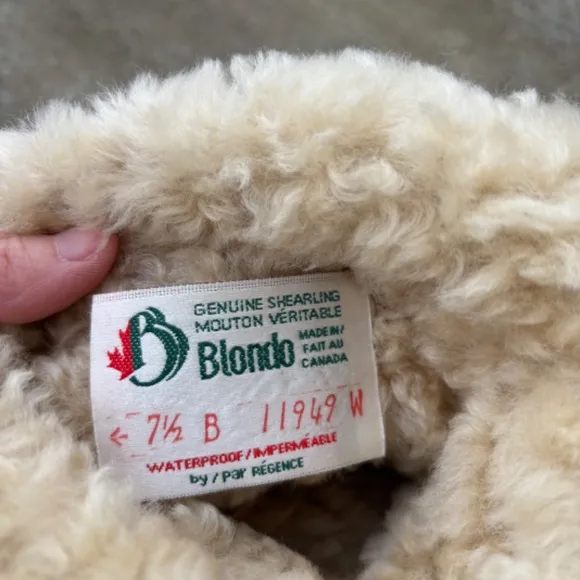 GENUINE SHEARLING
MOUTON VÉRITABLE
B
Blondo
MADE IN/
FAIT AU
CANADA
← 7½ B 11949 W
WATERPROOF/IMPERMÉABLE
by/par RÉGENCE